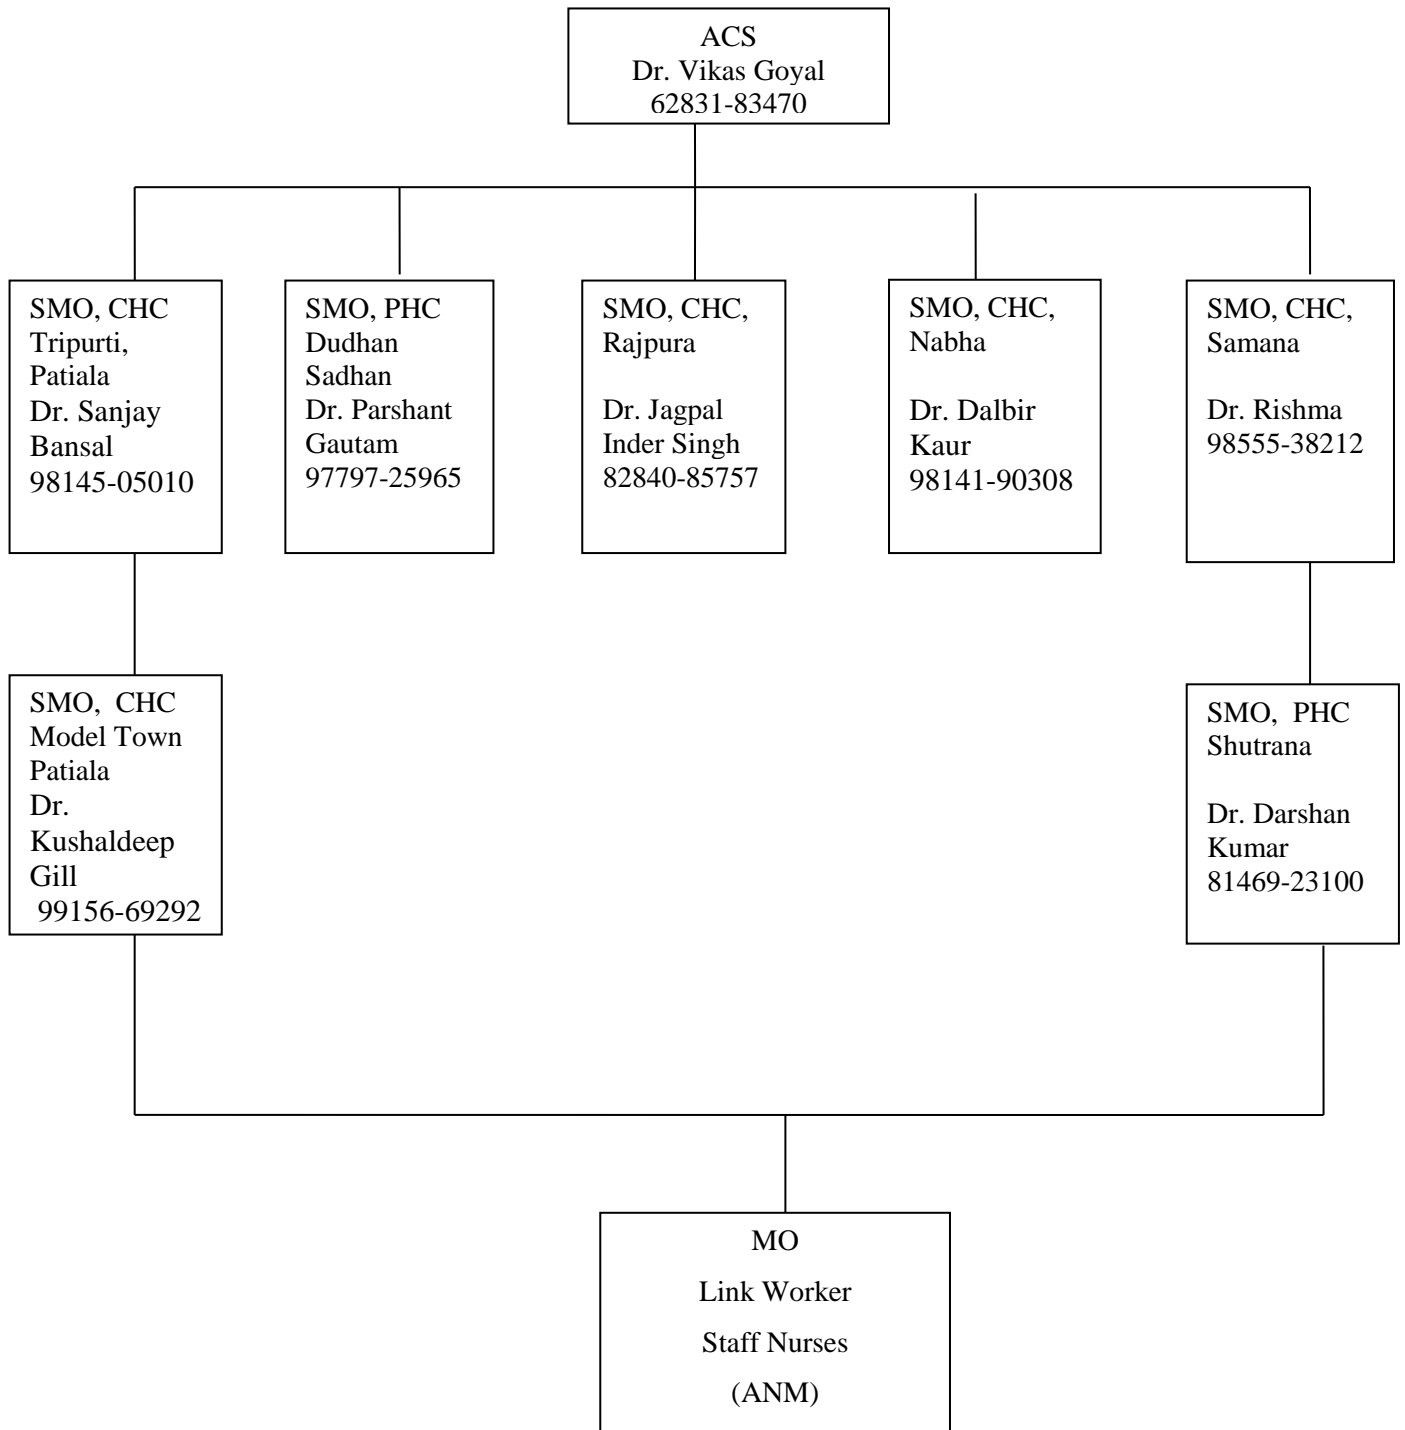 ACS
Dr. Vikas Goyal
62831-83470
SMO, CHC
Tripurti,
Patiala
Dr. Sanjay
Bansal
98145-05010
SMO, PHC
Dudhan
Sadhan
Dr. Parshant
Gautam
97797-25965
SMO, CHC,
Rajpura
Dr. Jagpal
Inder Singh
82840-85757
SMO, CHC,
Nabha
Dr. Dalbir
Kaur
98141-90308
SMO, CHC,
Samana
Dr. Rishma
98555-38212
SMO, CHC
Model Town
Patiala
Dr.
Kushaldeep
Gill
99156-69292
SMO, PHC
Shutrana
Dr. Darshan
Kumar
81469-23100
MO
Link Worker
Staff Nurses
(ANM)